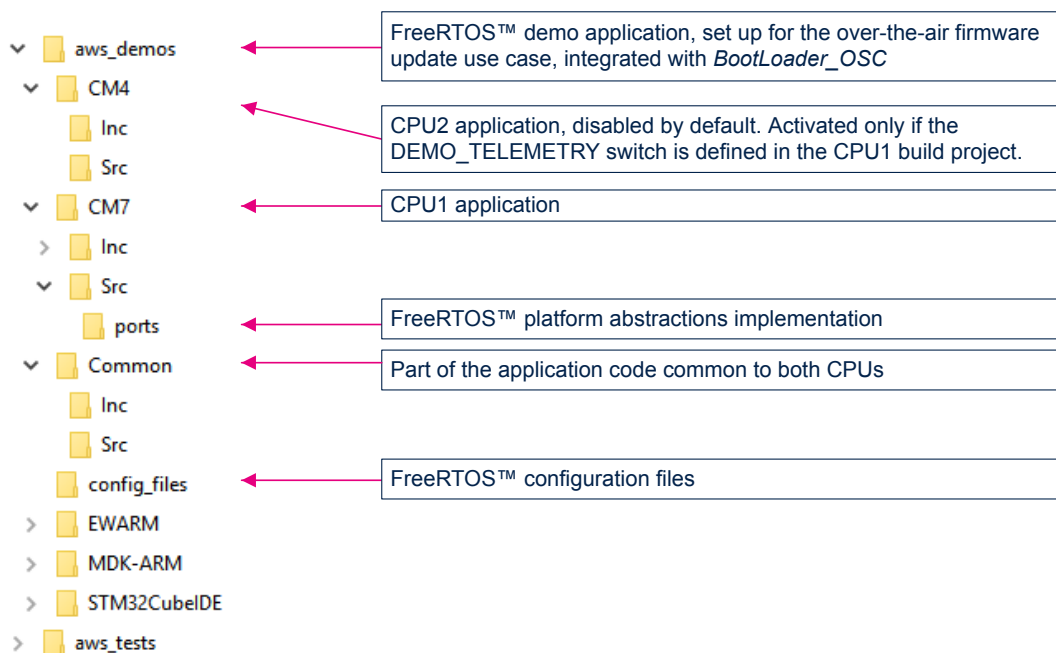 aws_demos
FreeRTOS™ demo application, set up for the over-the-air firmware
update use case, integrated with BootLoader_OSC
CM4
Inc
CPU2 application, disabled by default. Activated only if the
DEMO_TELEMETRY switch is defined in the CPU1 build project.
Src
CM7
CPU1 application
Inc
Src
ports
FreeRTOS™ platform abstractions implementation
Common
Part of the application code common to both CPUs
Inc
Src
config_files
FreeRTOS™ configuration files
EWARM
MDK-ARM
STM32CubeIDE
aws_tests